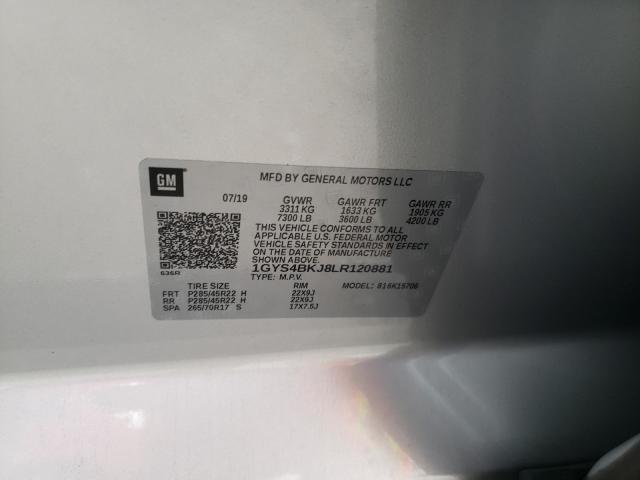 GM
MFD BY GENERAL MOTORS LLC
07/19 GVWR GAWR FRT GAWR RR
3311 KG 1633 KG 1905 KG
7300 LB 3600 LB 4200 LB
THIS VEHICLE CONFORMS TO ALL
APPLICABLE U.S. FEDERAL MOTOR
VEHICLE SAFETY STANDARDS IN
EFFECT ON THE DATE OF MANUFACTURE
SHOWN ABOVE.
1GYS4BKJ8LR120881
636R
TYPE: M.P.V. MODEL: 816K15706
TIRE SIZE RIM
FRT P285/45R22 H 22X9J
RR P285/45R22 H 22X9J
SPA 265/70R17 S 17X7.5J